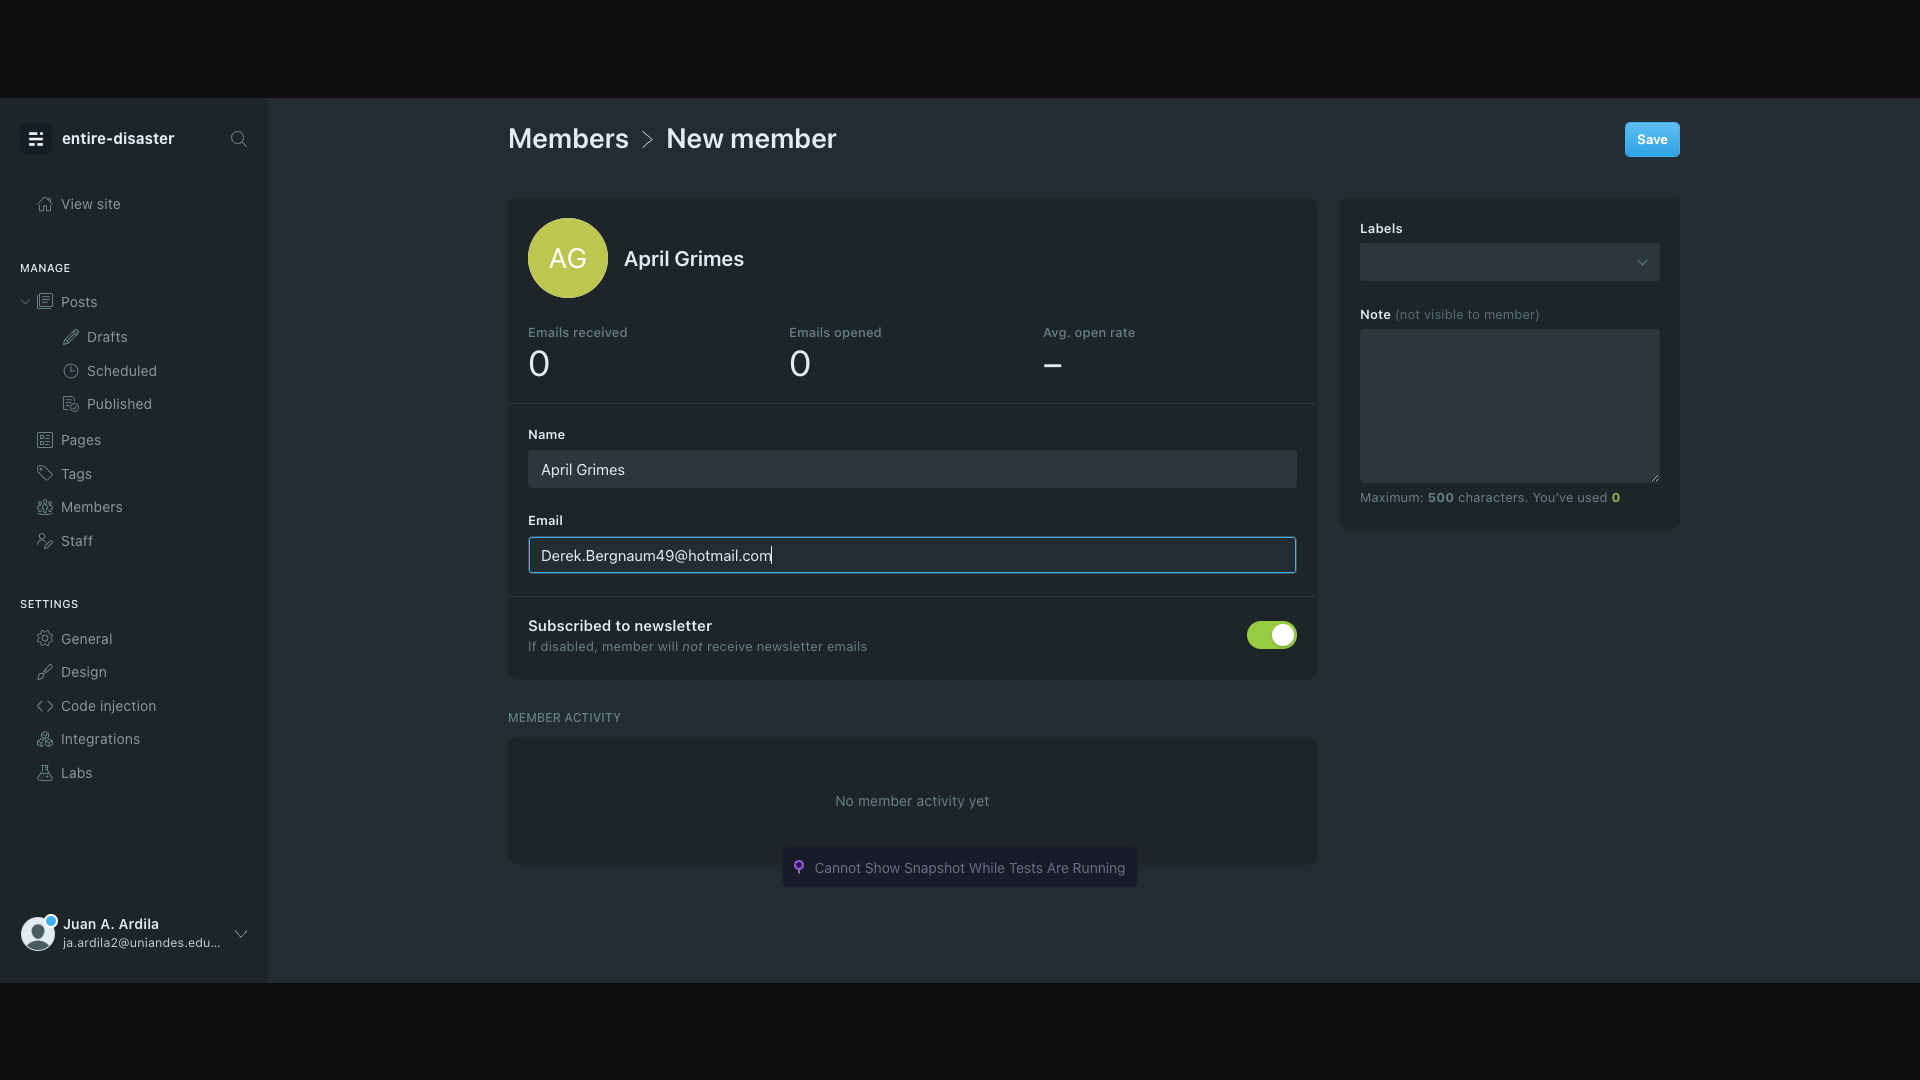 entire-disaster
View site
MANAGE
Posts
Drafts
Scheduled
Published
Pages
Tags
Members
Staff
SETTINGS
General
Design
Code injection
Integrations
Labs
Juan A. Ardila
ja.ardila2@uniandes.edu...
Members > New member
Save
AG
April Grimes
Emails received
0
Emails opened
0
Avg. open rate
–
Name
April Grimes
Email
Derek.Bergnaum49@hotmail.com
Subscribed to newsletter
If disabled, member will not receive newsletter emails
MEMBER ACTIVITY
No member activity yet
Cannot Show Snapshot While Tests Are Running
Labels
Note (not visible to member)
Maximum: 500 characters. You've used 0